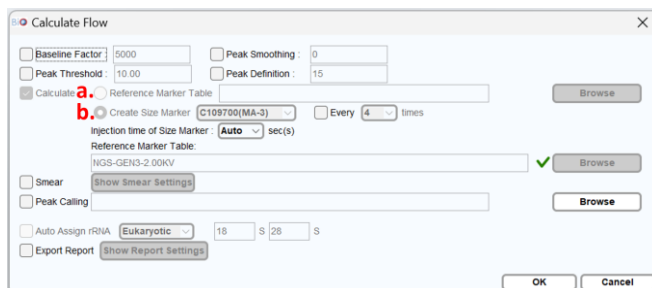 Calculate Flow
Baseline Factor : 5000 Peak Smoothing : 0
Peak Threshold : 10.00 Peak Definition : 15
Calculate a. Reference Marker Table Browse
b. Create Size Marker C109700(MA-3) Every 4 times
Injection time of Size Marker : Auto sec(s)
Reference Marker Table:
NGS-GEN3-2.00KV Browse
Smear Show Smear Settings
Peak Calling Browse
Auto Assign rRNA Eukaryotic 18 S 28 S
Export Report Show Report Settings
OK Cancel